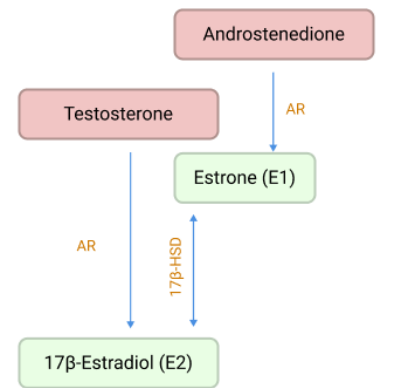 Androstenedione
Testosterone
AR
Estrone (E1)
AR
17β-HSD
17β-Estradiol (E2)